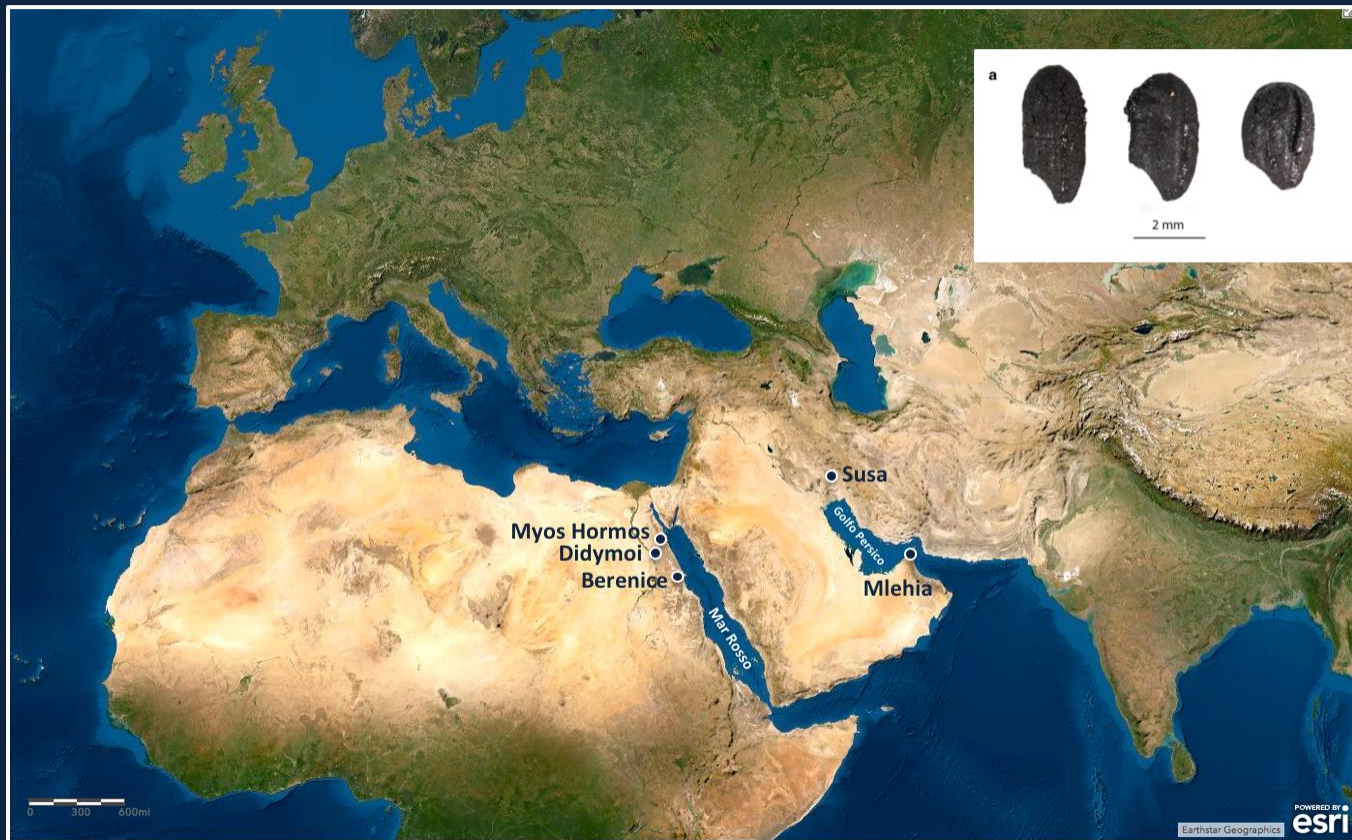 a
2 mm
Susa
Golfo Persico
Myos Hormos
Didymoi
Berenice
Mlehia
Mar Rosso
0 300 600mi
Earthstar Geographics
POWERED BY
esri